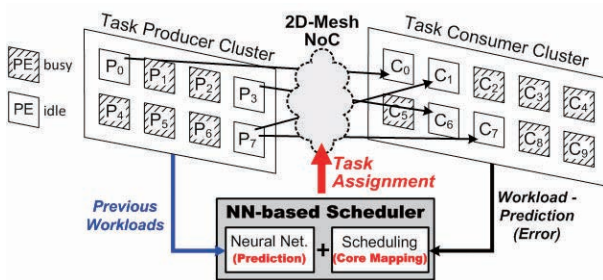 Task Producer Cluster
2D-Mesh
NoC
Task Consumer Cluster
PE busy
PE idle
P0 P1 P2 P3
P4 P5 P6 P7
C0 C1 C2 C3 C4
C5 C6 C7 C8 C9
Task
Assignment
Previous
Workloads
Workload -
Prediction
(Error)
NN-based Scheduler
Neural Net.
(Prediction)
+
Scheduling
(Core Mapping)